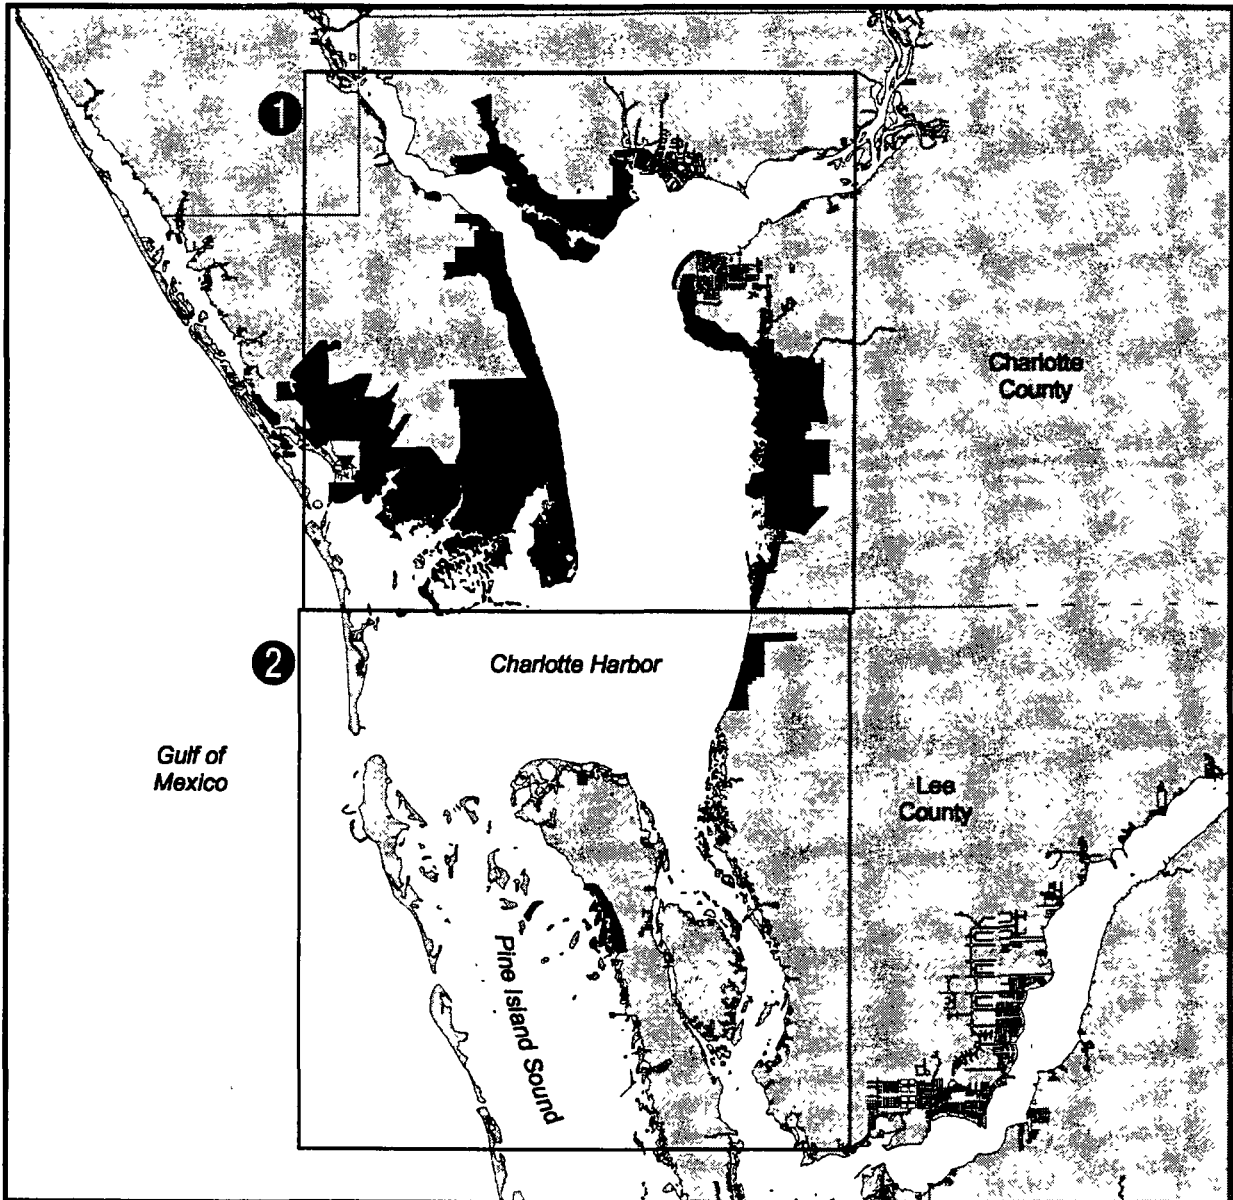 1
Charlotte
County
2
Charlotte Harbor
Gulf of
Mexico
Lee
County
Pine Island Sound